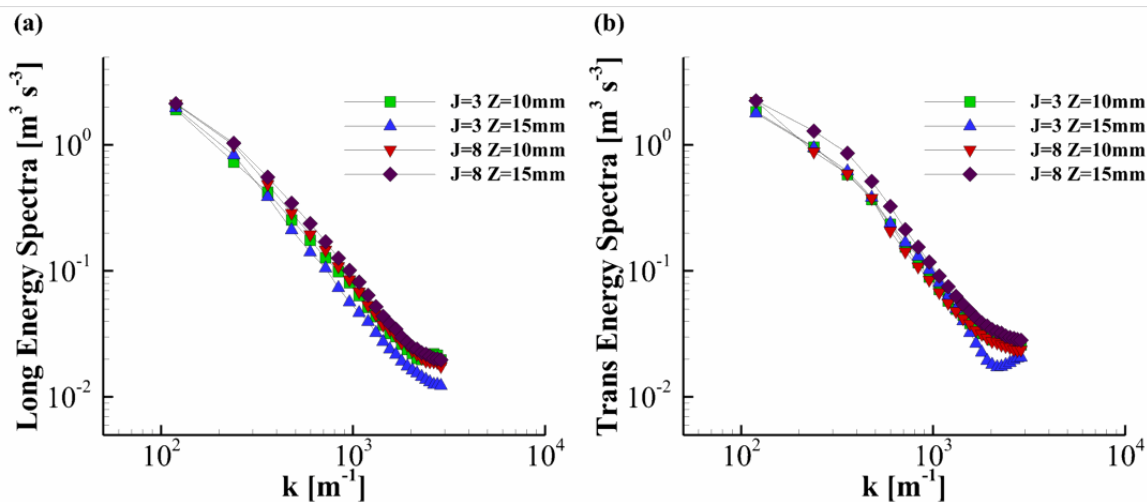 (a)
Long Energy Spectra [m³ s⁻³]
10⁰
10⁻¹
10⁻²
10²
10³
10⁴
k [m⁻¹]
J=3 Z=10mm
J=3 Z=15mm
J=8 Z=10mm
J=8 Z=15mm
(b)
Trans Energy Spectra [m³ s⁻³]
10⁰
10⁻¹
10⁻²
10²
10³
10⁴
k [m⁻¹]
J=3 Z=10mm
J=3 Z=15mm
J=8 Z=10mm
J=8 Z=15mm